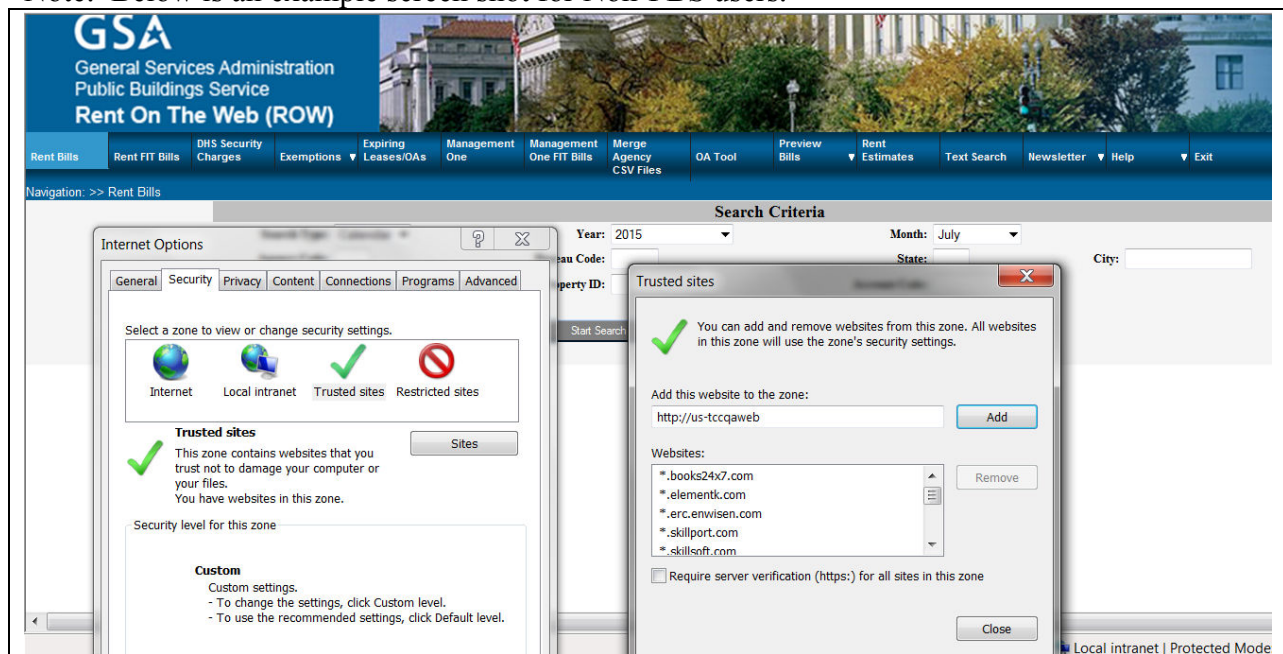 Note: Below is an example screen shot for Non PBS users.
GSA
General Services Administration
Public Buildings Service
Rent On The Web (ROW)
Rent Bills
Rent FIT Bills
DHS Security Charges
Exemptions
Expiring Leases/OAs
Management One
Management One FIT Bills
Merge Agency CSV Files
OA Tool
Preview Bills
Rent Estimates
Text Search
Newsletter
Help
Exit
Navigation: >> Rent Bills
Search Criteria
Year: 2015
Month: July
eau Code:
State:
City:
operty ID:
Start Search
Internet Options
General Security Privacy Content Connections Programs Advanced
Select a zone to view or change security settings.
Internet Local intranet Trusted sites Restricted sites
Trusted sites
Sites
This zone contains websites that you
trust not to damage your computer or
your files.
You have websites in this zone.
Security level for this zone
Custom
Custom settings.
- To change the settings, click Custom level.
- To use the recommended settings, click Default level.
Trusted sites
You can add and remove websites from this zone. All websites
in this zone will use the zone's security settings.
Add this website to the zone:
http://us-tccqaweb
Add
Websites:
*.books24x7.com
*.elementk.com
*.erc.enwisen.com
*.skillport.com
*.skillsoft.com
Remove
Require server verification (https:) for all sites in this zone
Close
Local intranet | Protected Mode